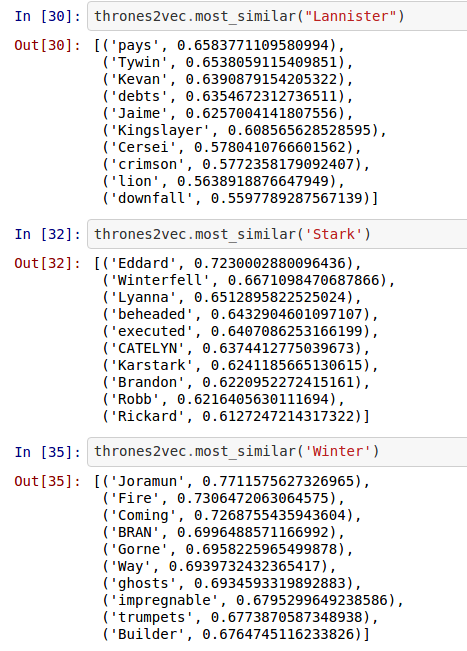 In [30]: thrones2vec.most_similar("Lannister")
Out[30]: [('pays', 0.6583771109580994),
('Tywin', 0.6538059115409851),
('Kevan', 0.6390879154205322),
('debts', 0.6354672312736511),
('Jaime', 0.6257004141807556),
('Kingslayer', 0.608565628528595),
('Cersei', 0.5780410766601562),
('crimson', 0.5772358179092407),
('lion', 0.5638918876647949),
('downfall', 0.5597789287567139)]
In [32]: thrones2vec.most_similar('Stark')
Out[32]: [('Eddard', 0.7230002880096436),
('Winterfell', 0.6671098470687866),
('Lyanna', 0.6512895822525024),
('beheaded', 0.6432904601097107),
('executed', 0.6407086253166199),
('CATELYN', 0.6374412775039673),
('Karstark', 0.6241185665130615),
('Brandon', 0.6220952272415161),
('Robb', 0.6216405630111694),
('Rickard', 0.6127247214317322)]
In [35]: thrones2vec.most_similar('Winter')
Out[35]: [('Joramun', 0.7711575627326965),
('Fire', 0.7306472063064575),
('Coming', 0.7268755435943604),
('BRAN', 0.6996488571166992),
('Gorne', 0.6958225965499878),
('Way', 0.6939732432365417),
('ghosts', 0.6934593319892883),
('impregnable', 0.6795299649238586),
('trumpets', 0.6773870587348938),
('Builder', 0.6764745116233826)]